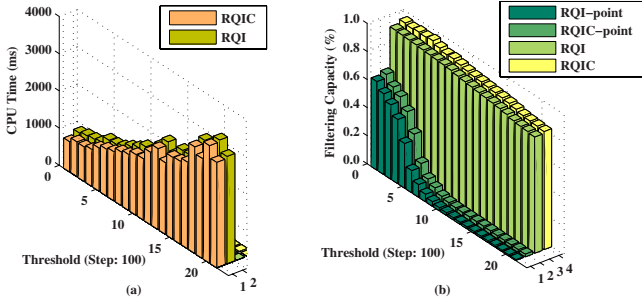 4000
3000
2000
1000
0
CPU Time (ms)
RQIC
RQI
0
5
10
15
20
1
2
Threshold (Step: 100)
(a)
1.0
0.8
0.6
0.4
0.2
0.0
Filtering Capacity (%)
RQI-point
RQIC-point
RQI
RQIC
0
5
10
15
20
1 2 3 4
Threshold (Step: 100)
(b)